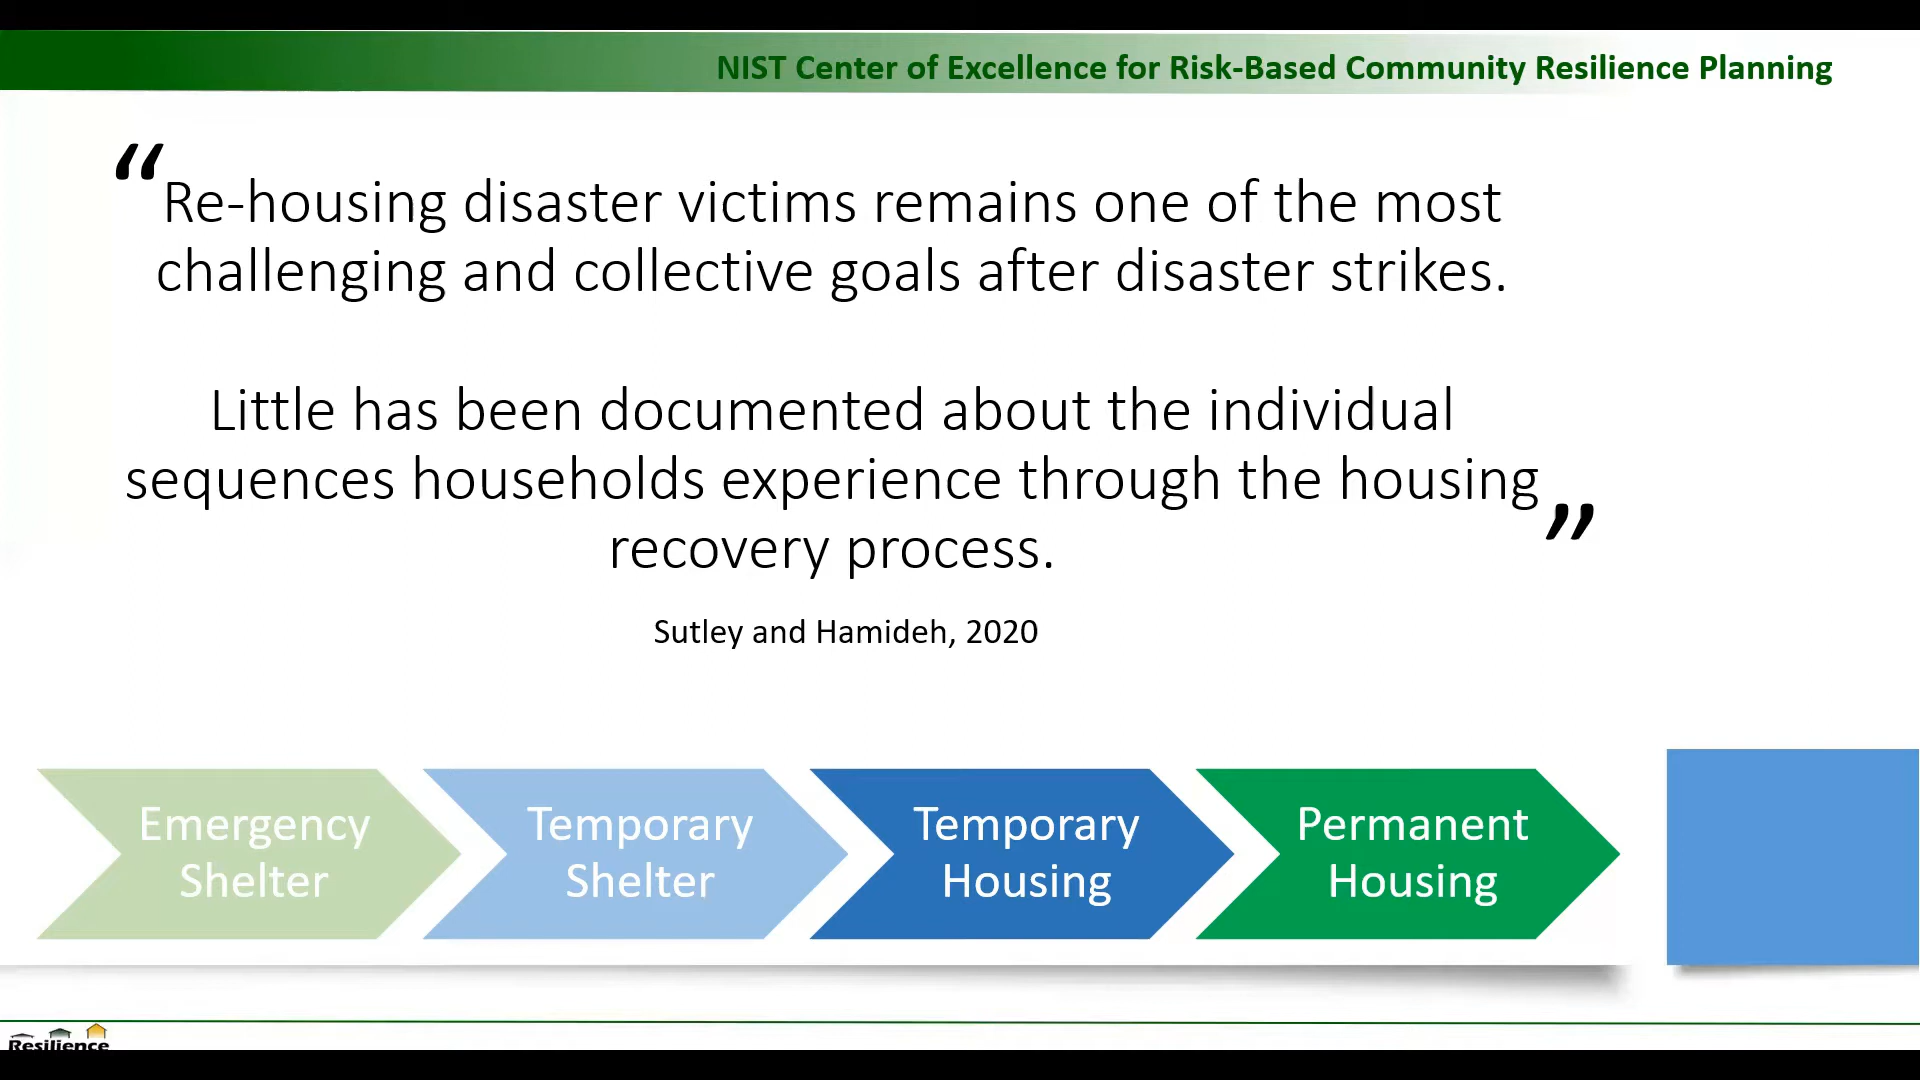 NIST Center of Excellence for Risk-Based Community Resilience Planning
“Re-housing disaster victims remains one of the most
challenging and collective goals after disaster strikes.
Little has been documented about the individual
sequences households experience through the housing
recovery process.”
Sutley and Hamideh, 2020
Emergency
Shelter
Temporary
Shelter
Temporary
Housing
Permanent
Housing
Resilience